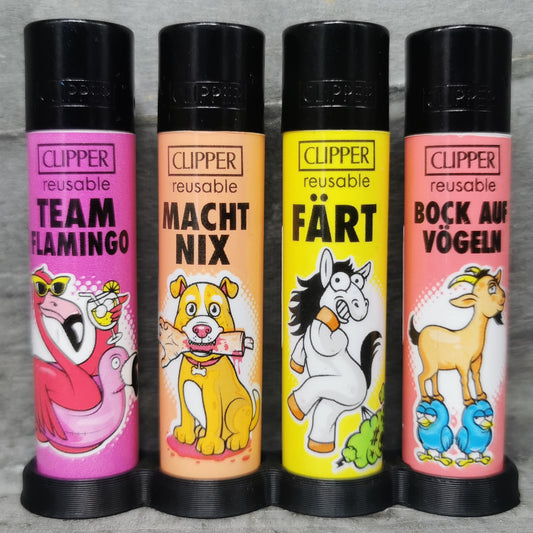 CLIPPER
reusable
TEAM
FLAMINGO
CLIPPER
reusable
MACHT
NIX
CLIPPER
reusable
FÄRT
CLIPPER
reusable
BOCK AUF
VÖGELN